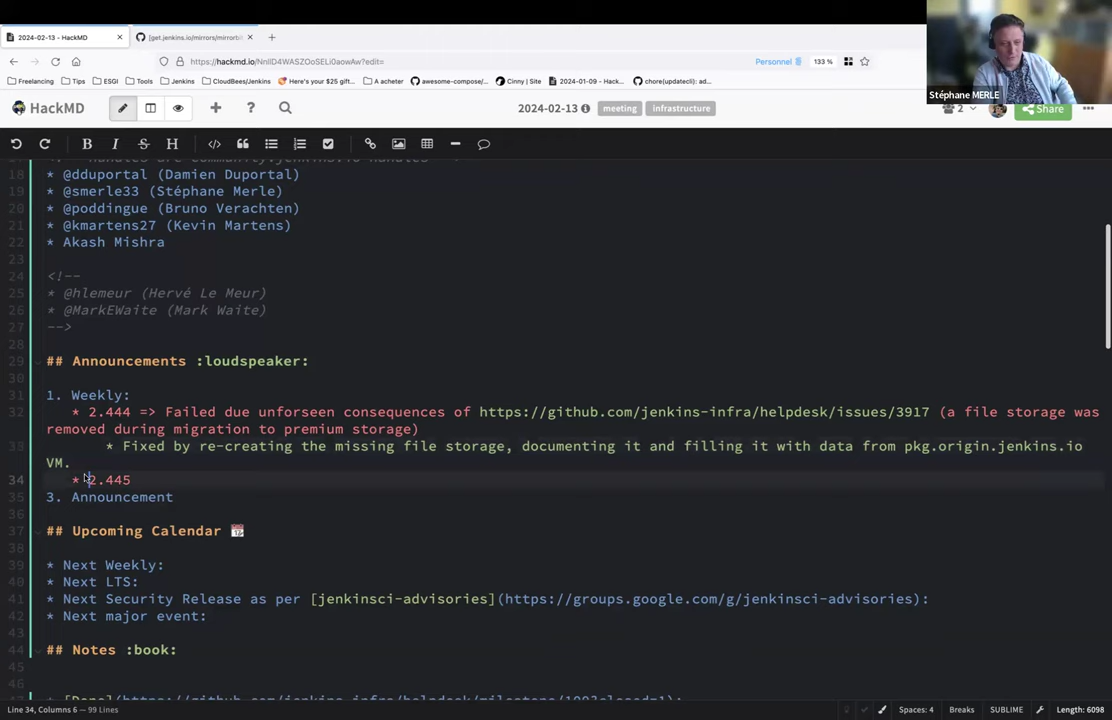 2024-02-13 - HackMD
[get.jenkins.io/mirrors/mirrorbi
https://hackmd.io/NnlID4WASZOoSELi0aowAw?edit=
Personnel
133 %
Freelancing
Tips
ESGI
Tools
Jenkins
CloudBees/Jenkins
Here's your $25 gift...
A acheter
awesome-compose/...
Cinny | Site
2024-01-09 - Hack...
chore(updatecli): ad...
Stéphane MERLE
HackMD
2024-02-13
meeting
infrastructure
2
Share
18 * @dduportal (Damien Duportal)
19 * @smerle33 (Stéphane Merle)
20 * @poddingue (Bruno Verachten)
21 * @kmartens27 (Kevin Martens)
22 * Akash Mishra
23
24 <!--
25 * @hlemeur (Hervé Le Meur)
26 * @MarkEWaite (Mark Waite)
27 -->
28
29 ## Announcements :loudspeaker:
30
31 1. Weekly:
32 * 2.444 => Failed due unforseen consequences of https://github.com/jenkins-infra/helpdesk/issues/3917 (a file storage was
removed during migration to premium storage)
33 * Fixed by re-creating the missing file storage, documenting it and filling it with data from pkg.origin.jenkins.io
VM.
34 * 2.445
35 3. Announcement
36
37 ## Upcoming Calendar 📆
38
39 * Next Weekly:
40 * Next LTS:
41 * Next Security Release as per [jenkinsci-advisories](https://groups.google.com/g/jenkinsci-advisories):
42 * Next major event:
43
44 ## Notes :book:
45
46
Line 34, Columns 6 — 99 Lines
Spaces: 4
Breaks
SUBLIME
Length: 6098